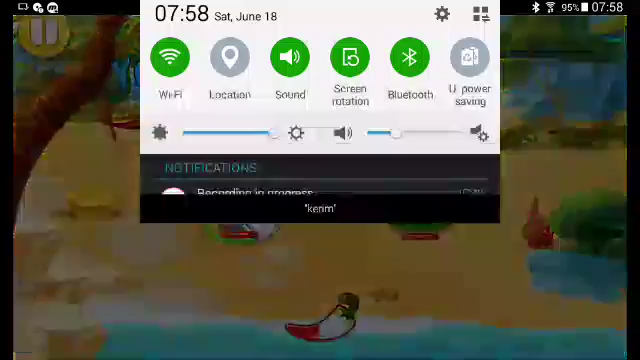 95% 07:58
07:58 Sat, June 18
Wi-Fi
Location
Sound
Screen rotation
Bluetooth
U. power saving
NOTIFICATIONS
Recording in progress
"kerim"